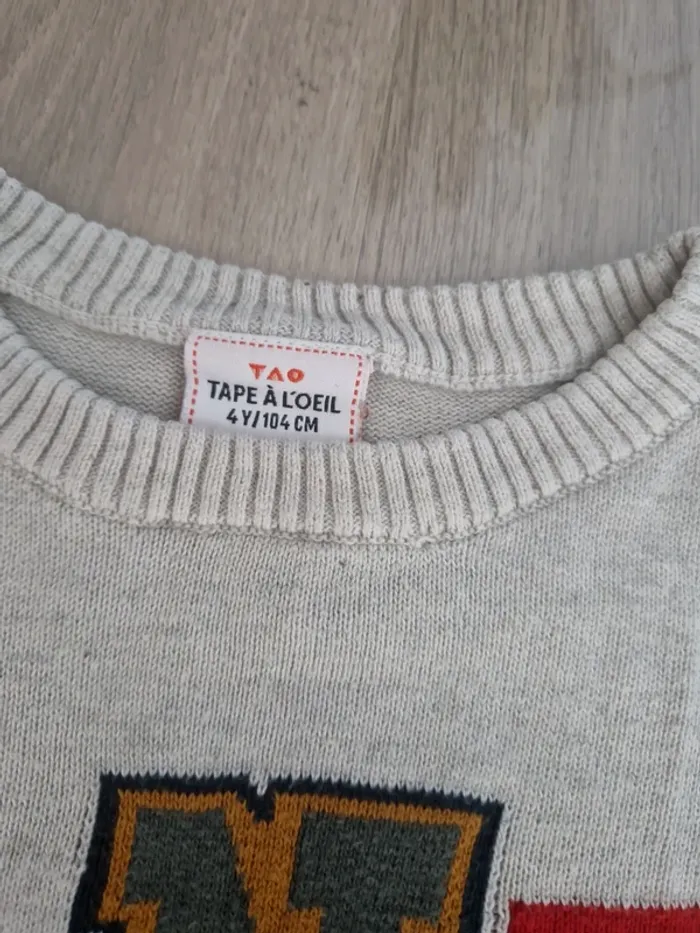 TAO
TAPE À L'OEIL
4Y/104 CM